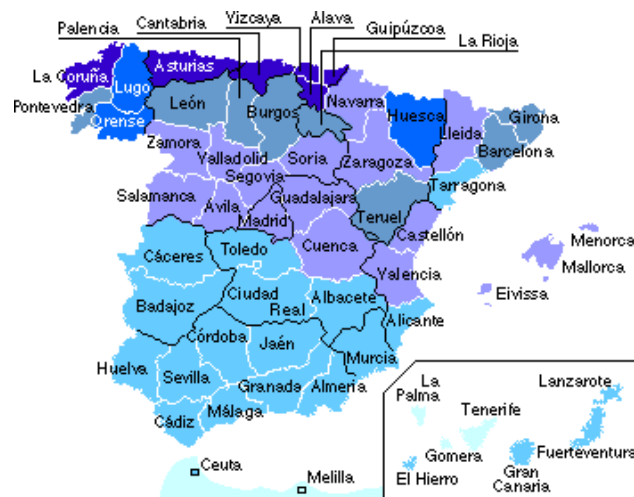 Yizcaya
Alava
Cantabria
Guipúzcoa
Palencia
La Rioja
Asturias
La Coruña
Lugo
Navarra
León
Pontevedra
Burgos
Huesca
Girona
Orense
Lleida
Zamora
Barcelona
Valladolid
Soria
Zaragoza
Segovia
Tarragona
Salamanca
Avila
Guadalajara
Madrid
Teruel
Castellón
Menorca
Toledo
Cuenca
Cáceres
Mallorca
Yalencia
Ciudad
Real
Eivissa
Badajoz
Albacete
Alicante
Córdoba
Jaén
Murcia
Huelva
Sevilla
Granada
Almería
Málaga
Cádiz
La
Palma
Lanzarote
Tenerife
Gomera
Fuerteventura
El Hierro
Gran
Canaria
Ceuta
Melilla